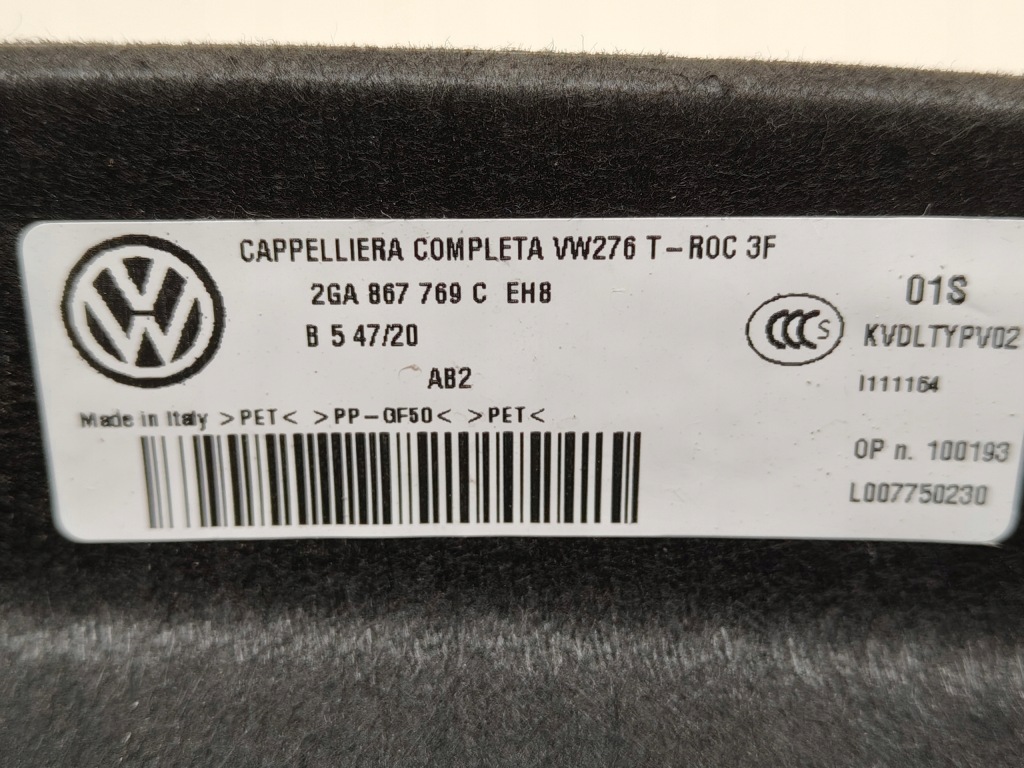 CAPPELLIERA COMPLETA VW276 T-ROC 3F
2GA 867 769 C EH8
B 5 47/20
AB2
Made in Italy >PET< >PP-GF50< >PET<
CCC S
01S
KVDLTYPV02
I111164
OP n. 100193
L007750230